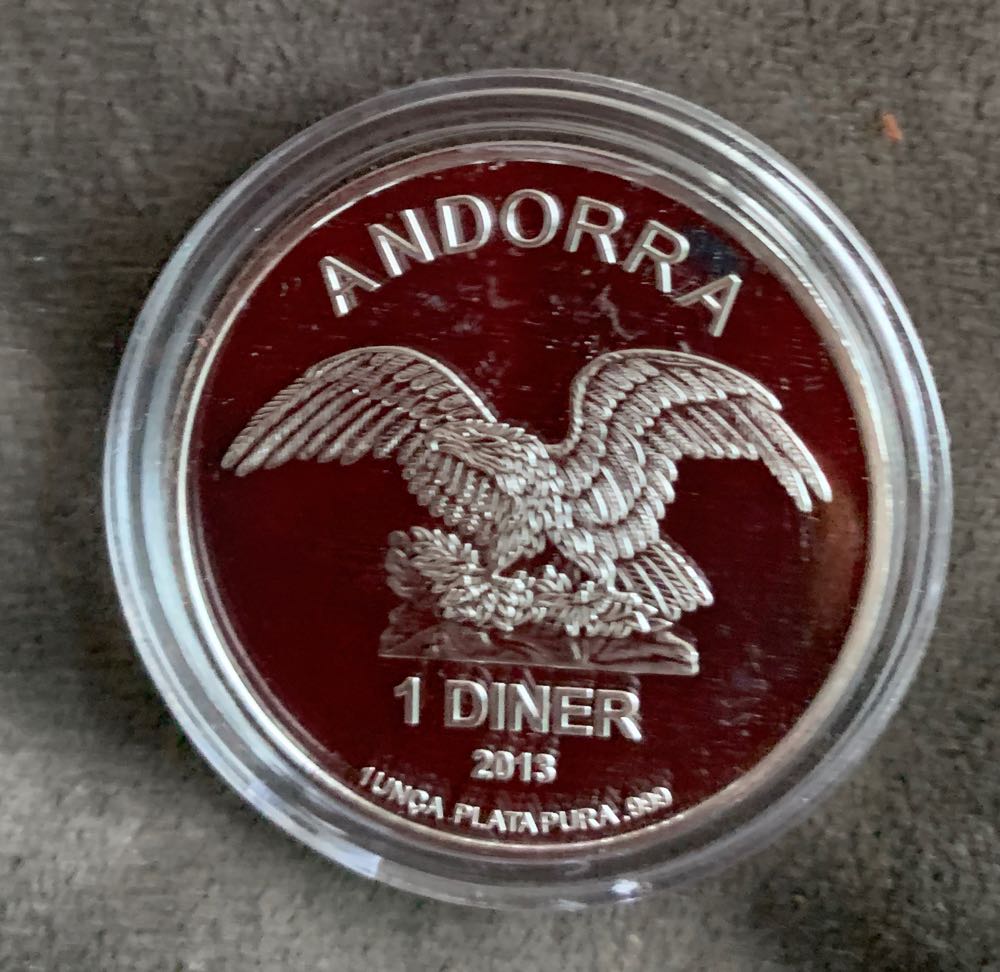 ANDORRA
1 DINER
2013
1 UNÇA PLATA PURA .999